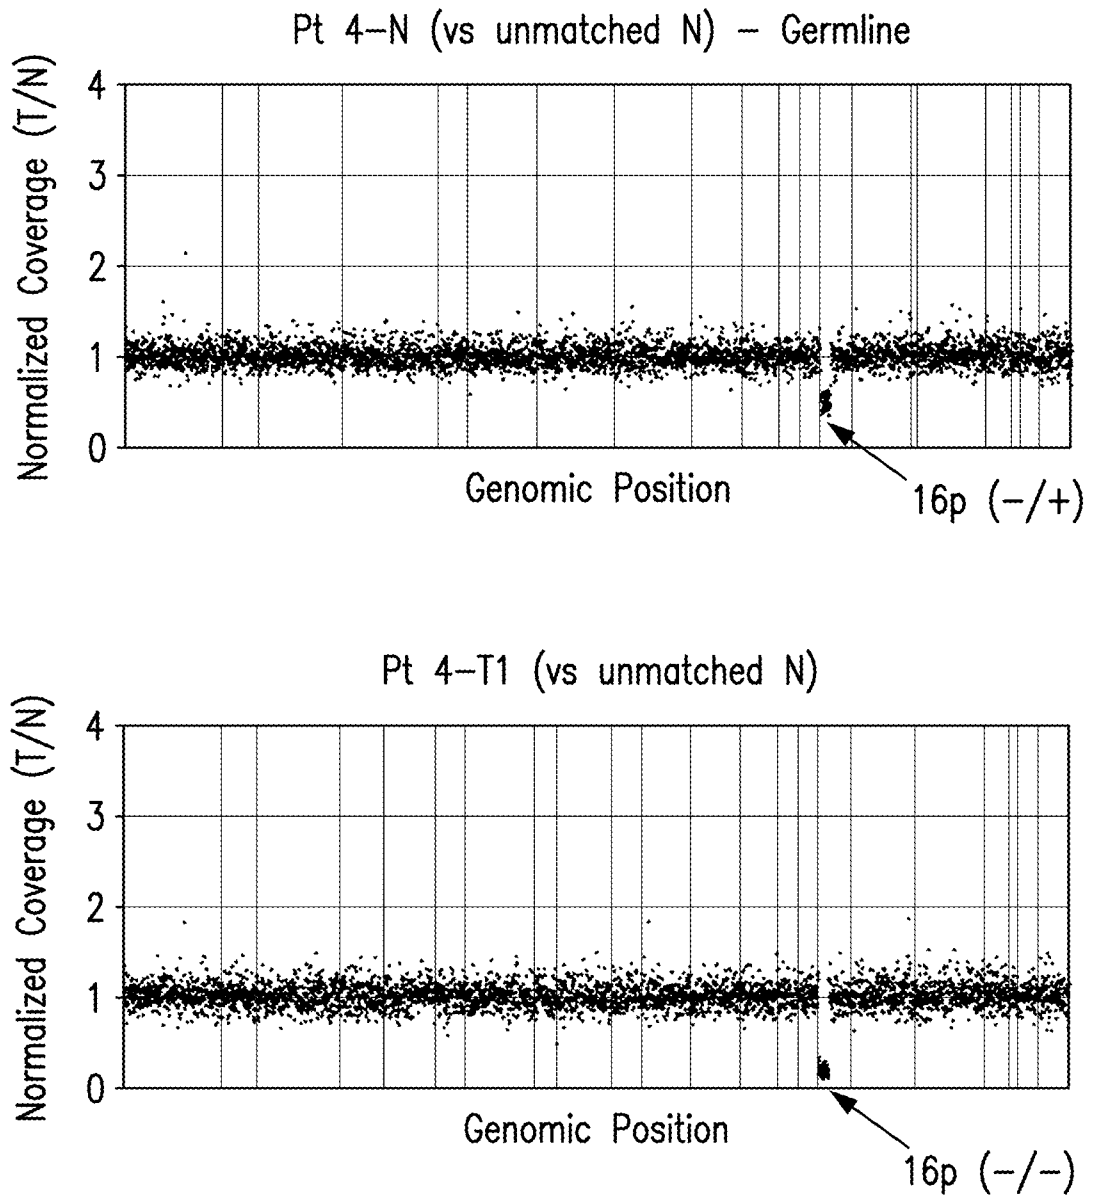 Pt 4-N (vs unmatched N) - Germline
Normalized Coverage (T/N)
4
3
2
1
0
Genomic Position
16p (-/+)
Pt 4-T1 (vs unmatched N)
Normalized Coverage (T/N)
4
3
2
1
0
Genomic Position
16p (-/-)